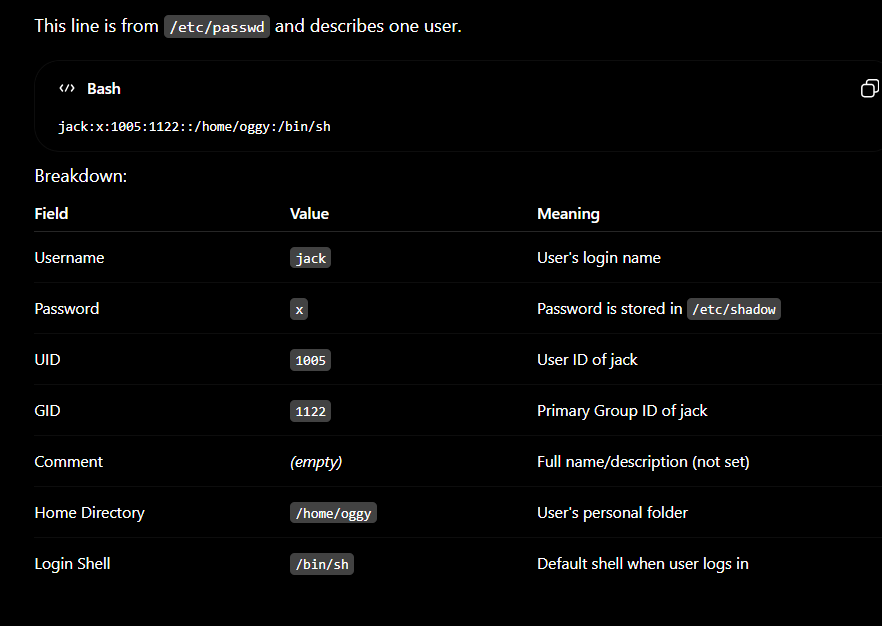 This line is from /etc/passwd and describes one user.
</> Bash
jack:x:1005:1122::/home/oggy:/bin/sh
Breakdown:
Field Value Meaning
Username jack User's login name
Password x Password is stored in /etc/shadow
UID 1005 User ID of jack
GID 1122 Primary Group ID of jack
Comment (empty) Full name/description (not set)
Home Directory /home/oggy User's personal folder
Login Shell /bin/sh Default shell when user logs in